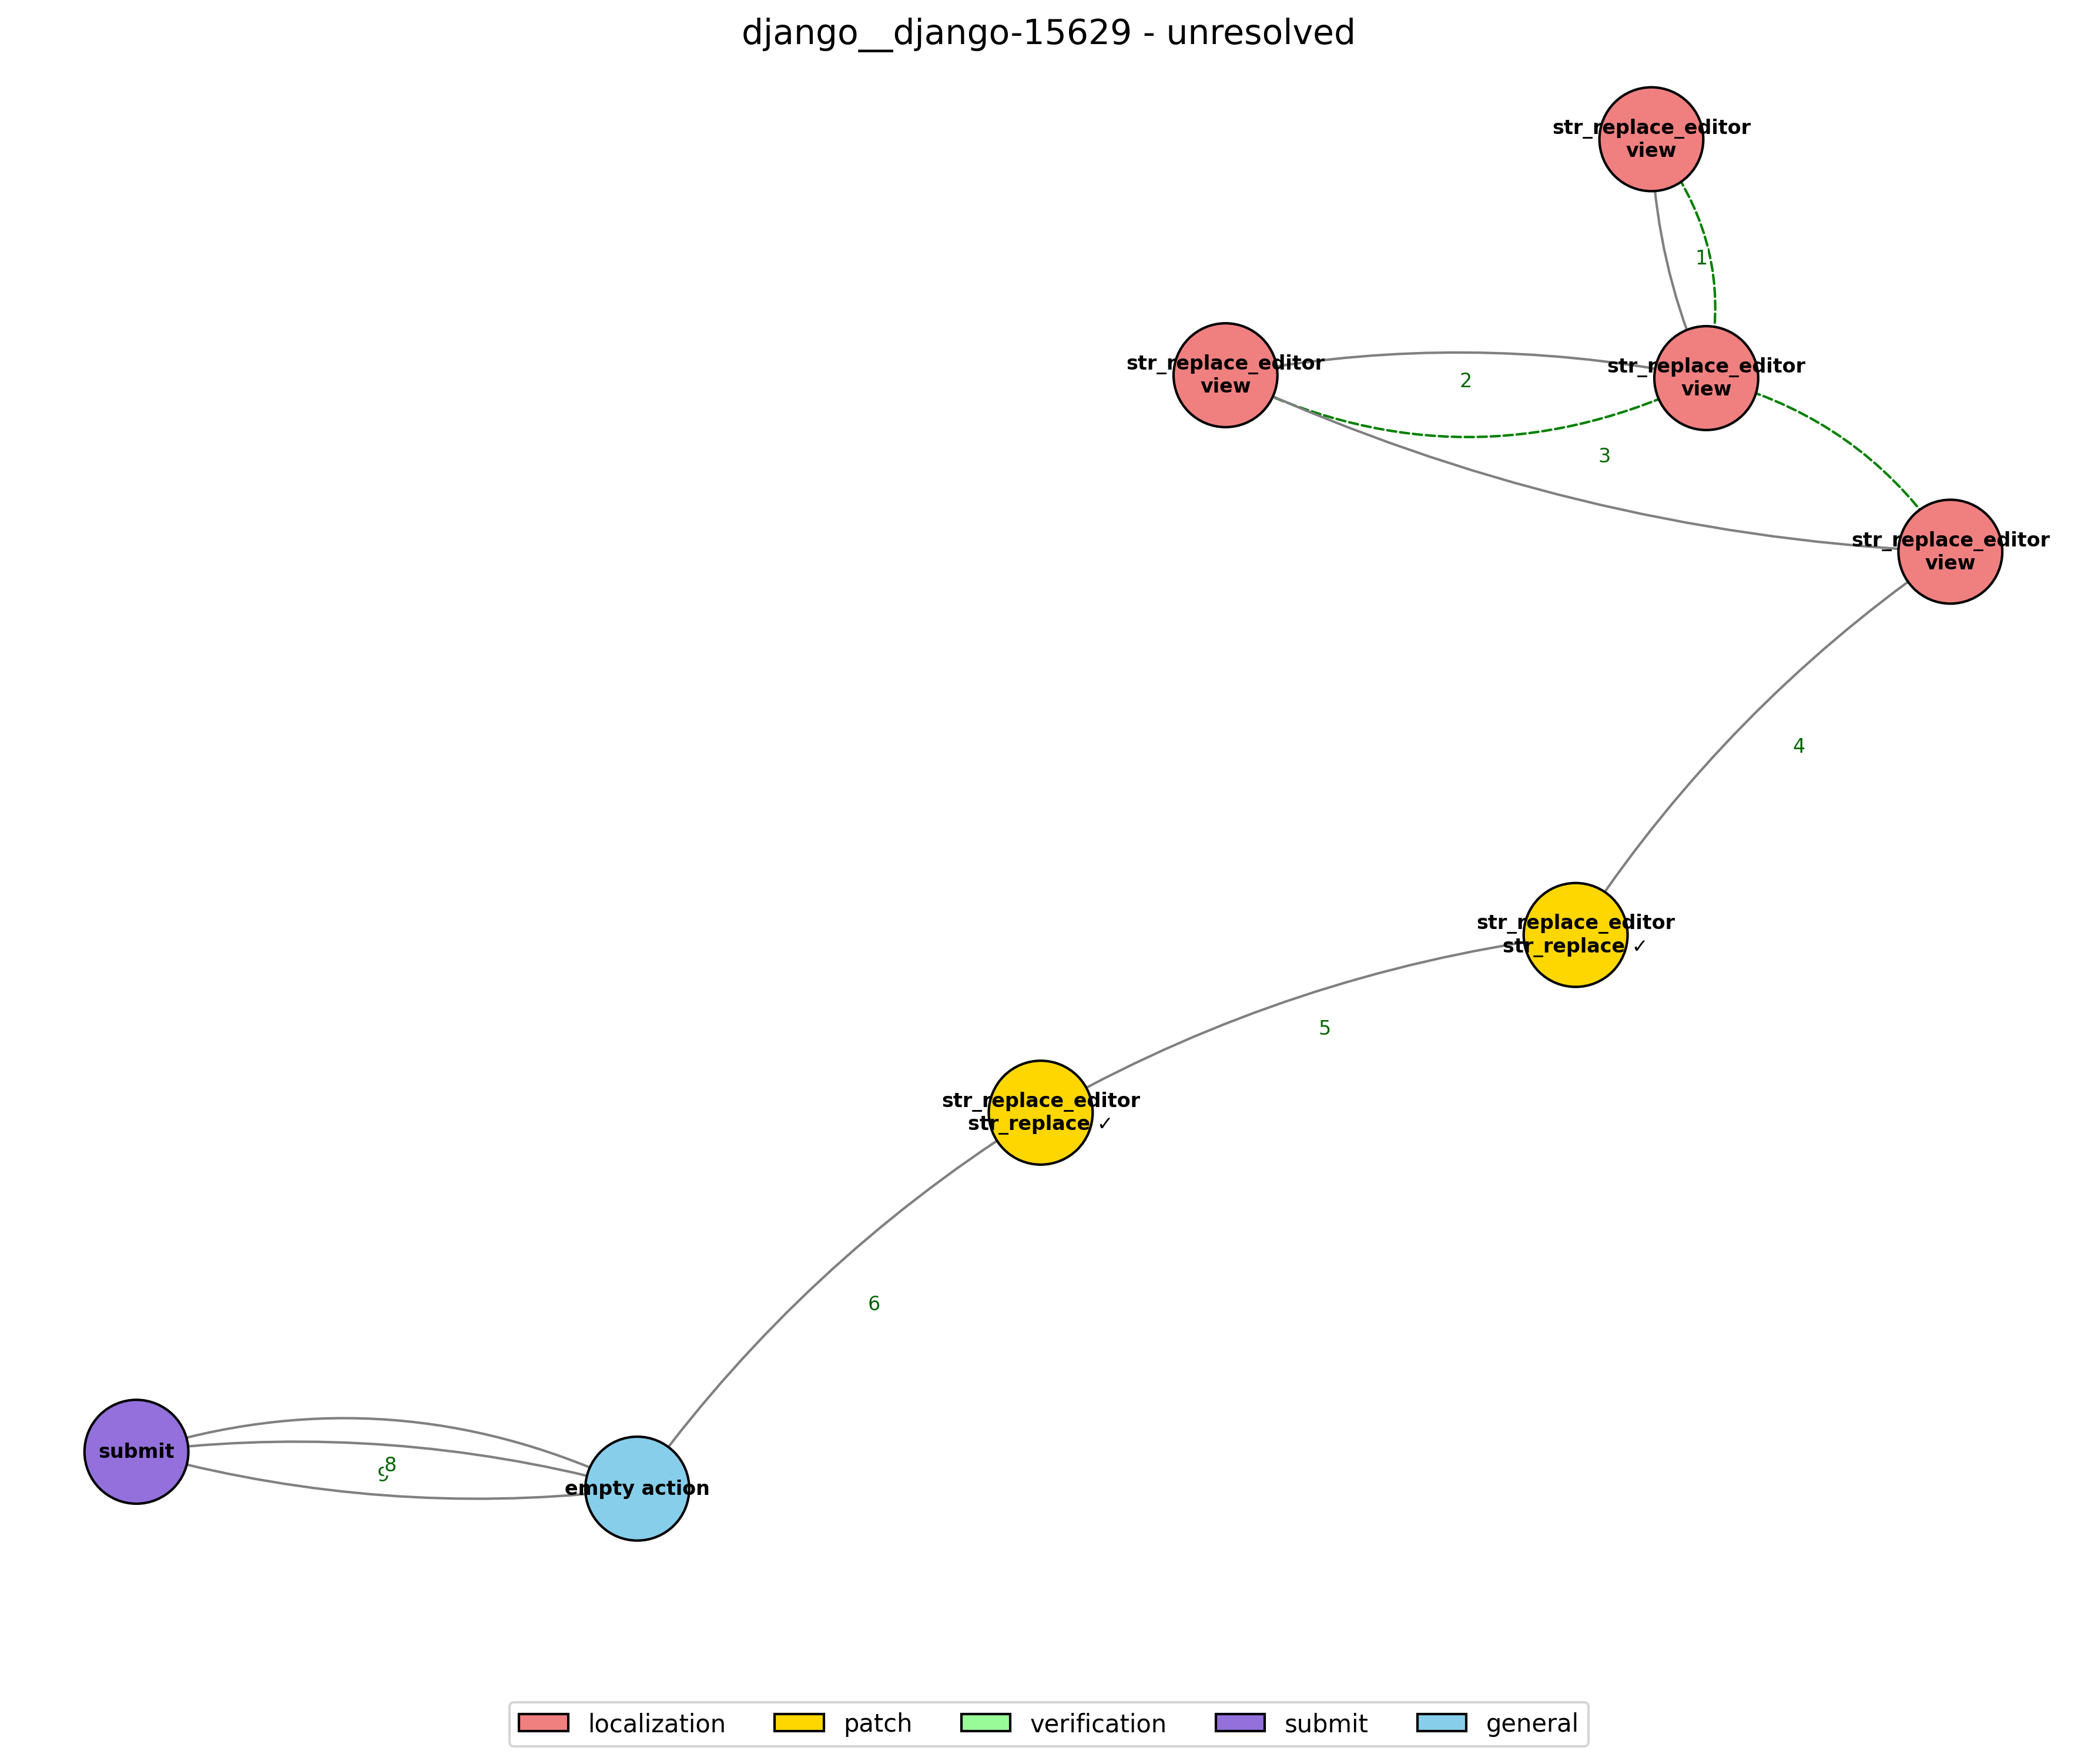 django__django-15629 - unresolved
str_replace_editor
view
1
str_replace_editor
view
2
str_replace_editor
view
3
str_replace_editor
view
4
str_replace_editor
str_replace ✓
5
str_replace_editor
str_replace ✓
6
submit
9
8
empty action
localization
patch
verification
submit
general